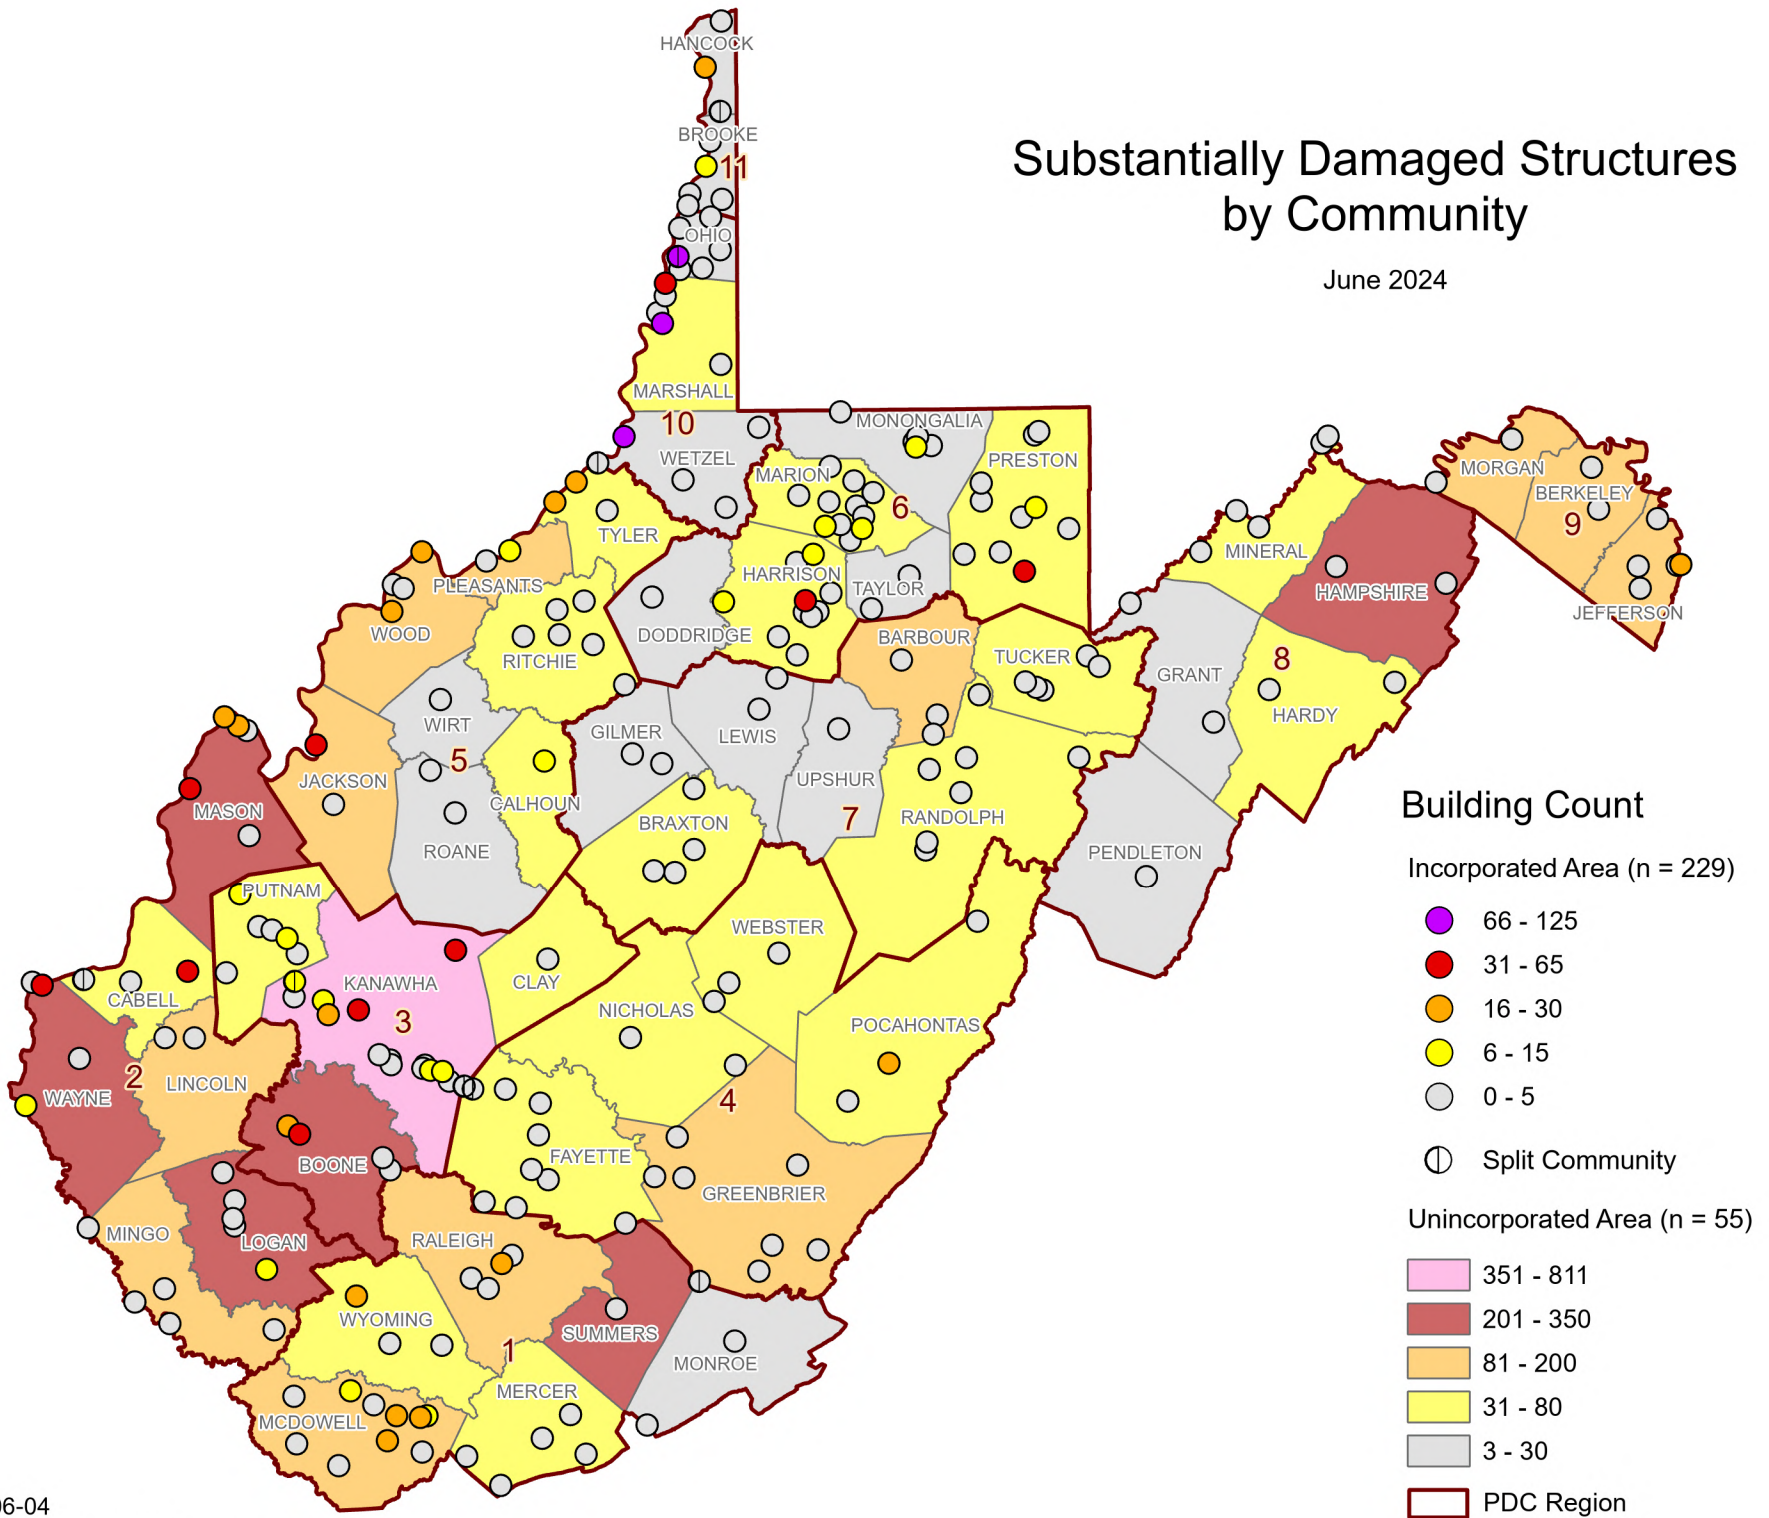 HANCOCK
BROOKE
11
Substantially Damaged Structures
by Community
June 2024
OHIO
MARSHALL
10
WETZEL
MONONGALIA
PRESTON
MARION
6
MORGAN
BERKELEY
9
TYLER
MINERAL
HARRISON
TAYLOR
PLEASANTS
HAMPSHIRE
JEFFERSON
WOOD
DODDRIDGE
BARBOUR
RITCHIE
TUCKER
8
GRANT
HARDY
WIRT
GILMER
LEWIS
5
JACKSON
UPSHUR
CALHOUN
MASON
BRAXTON
7
RANDOLPH
ROANE
PENDLETON
Building Count
Incorporated Area (n = 229)
66 - 125
31 - 65
16 - 30
6 - 15
0 - 5
Split Community
Unincorporated Area (n = 55)
351 - 811
201 - 350
81 - 200
31 - 80
3 - 30
PDC Region
PUTNAM
WEBSTER
KANAWHA
CLAY
CABELL
3
NICHOLAS
POCAHONTAS
2
LINCOLN
WAYNE
4
FAYETTE
BOONE
GREENBRIER
MINGO
LOGAN
RALEIGH
WYOMING
SUMMERS
1
MONROE
MERCER
MCDOWELL
06-04